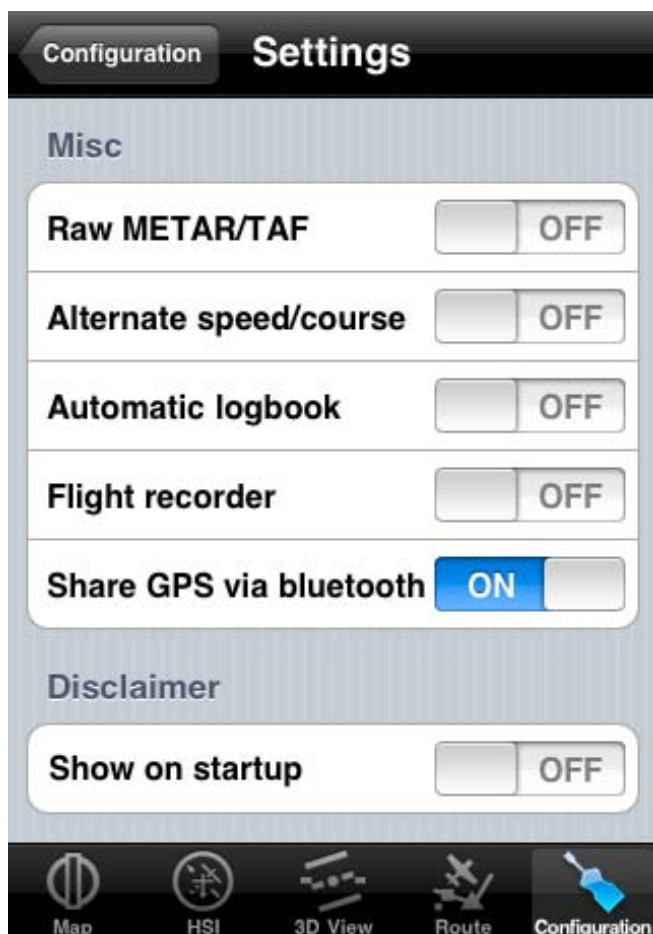 Configuration Settings
Misc
Raw METAR/TAF OFF
Alternate speed/course OFF
Automatic logbook OFF
Flight recorder OFF
Share GPS via bluetooth ON
Disclaimer
Show on startup OFF
Map HSI 3D View Route Configuration